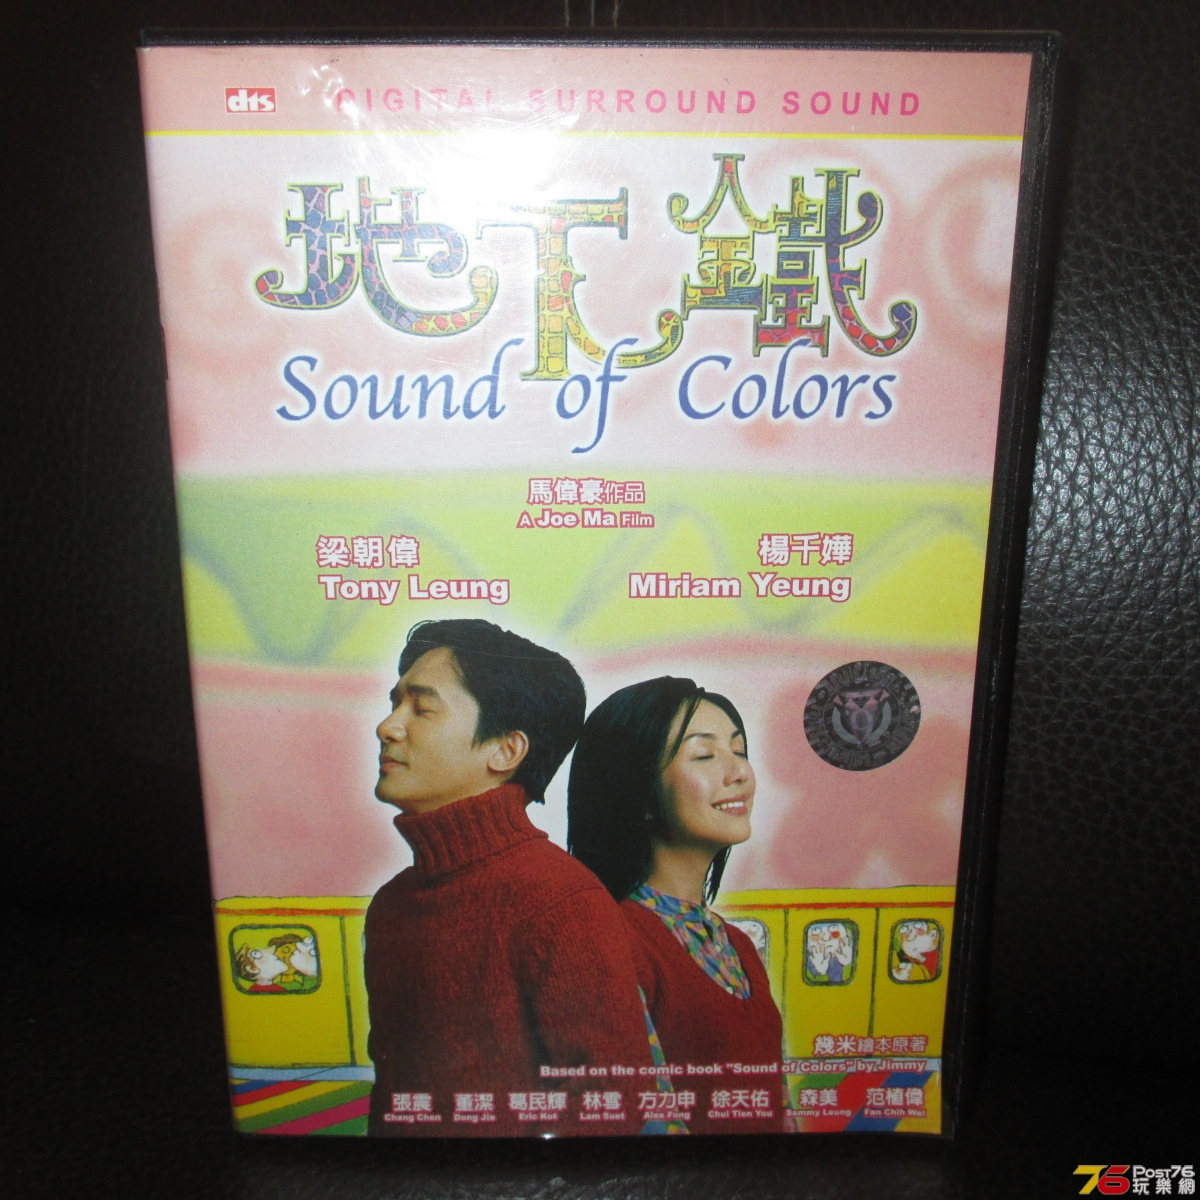 dts DIGITAL SURROUND SOUND
地下鐵
Sound of Colors
馬偉豪作品
A Joe Ma Film
梁朝偉 楊千嬅
Tony Leung Miriam Yeung
幾米繪本原著
Based on the comic book "Sound of Colors" by Jimmy
張震 董潔 葛民輝 林雪 方力申 徐天佑 森美 范植偉
Chang Chen Dong Jie Eric Kot Lam Suet Alex Fong Chui Tien You Sammy Leung Fan Chih Wei
76 Post76
玩樂網